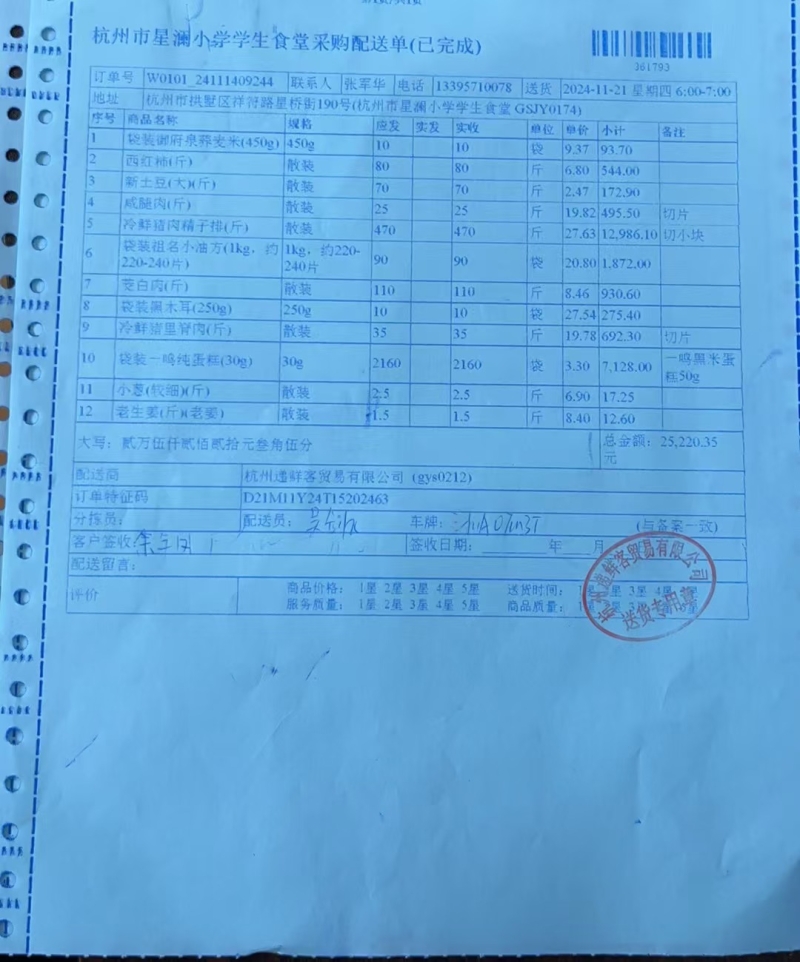 第1页/共1页
杭州市星澜小学学生食堂采购配送单(已完成)
361793
订单号 W0101_24111409244 联系人 张军华 电话 13395710078 送货 2024-11-21 星期四 6:00-7:00
地址 杭州市拱墅区祥符路星桥街190号(杭州市星澜小学学生食堂 GSJY0174)
序号 商品名称 规格 应发 实发 实收 单位 单价 小计 备注
1 袋装御府泉荞麦米(450g) 450g 10 10 袋 9.37 93.70
2 西红柿(斤) 散装 80 80 斤 6.80 544.00
3 新土豆(大)(斤) 散装 70 70 斤 2.47 172.90
4 咸腿肉(斤) 散装 25 25 斤 19.82 495.50 切片
5 冷鲜猪肉精子排(斤) 散装 470 470 斤 27.63 12,986.10 切小块
6 袋装祖名小油方(1kg，约220-240片) 1kg，约220-240片 90 90 袋 20.80 1,872.00
7 茭白肉(斤) 散装 110 110 斤 8.46 930.60
8 袋装黑木耳(250g) 250g 10 10 袋 27.54 275.40
9 冷鲜猪里脊肉(斤) 散装 35 35 斤 19.78 692.30 切片
10 袋装一鸣纯蛋糕(30g) 30g 2160 2160 袋 3.30 7,128.00 一鸣黑米蛋糕50g
11 小葱(较细)(斤) 散装 2.5 2.5 斤 6.90 17.25
12 老生姜(斤)(老姜) 散装 1.5 1.5 斤 8.40 12.60
大写：贰万伍仟贰佰贰拾元叁角伍分 总金额：25,220.35元
配送商 杭州递鲜客贸易有限公司 (gys0212)
订单特征码 D21M11Y24T15202463
分拣员： 配送员： 车牌： (与备案一致)
客户签收： 签收日期： 年 月
配送留言：
评价 商品价格： 1星 2星 3星 4星 5星 送货时间： 3星 4星
服务质量： 1星 2星 3星 4星 5星 商品质量：
杭州递鲜客贸易有限公司
送货专用章